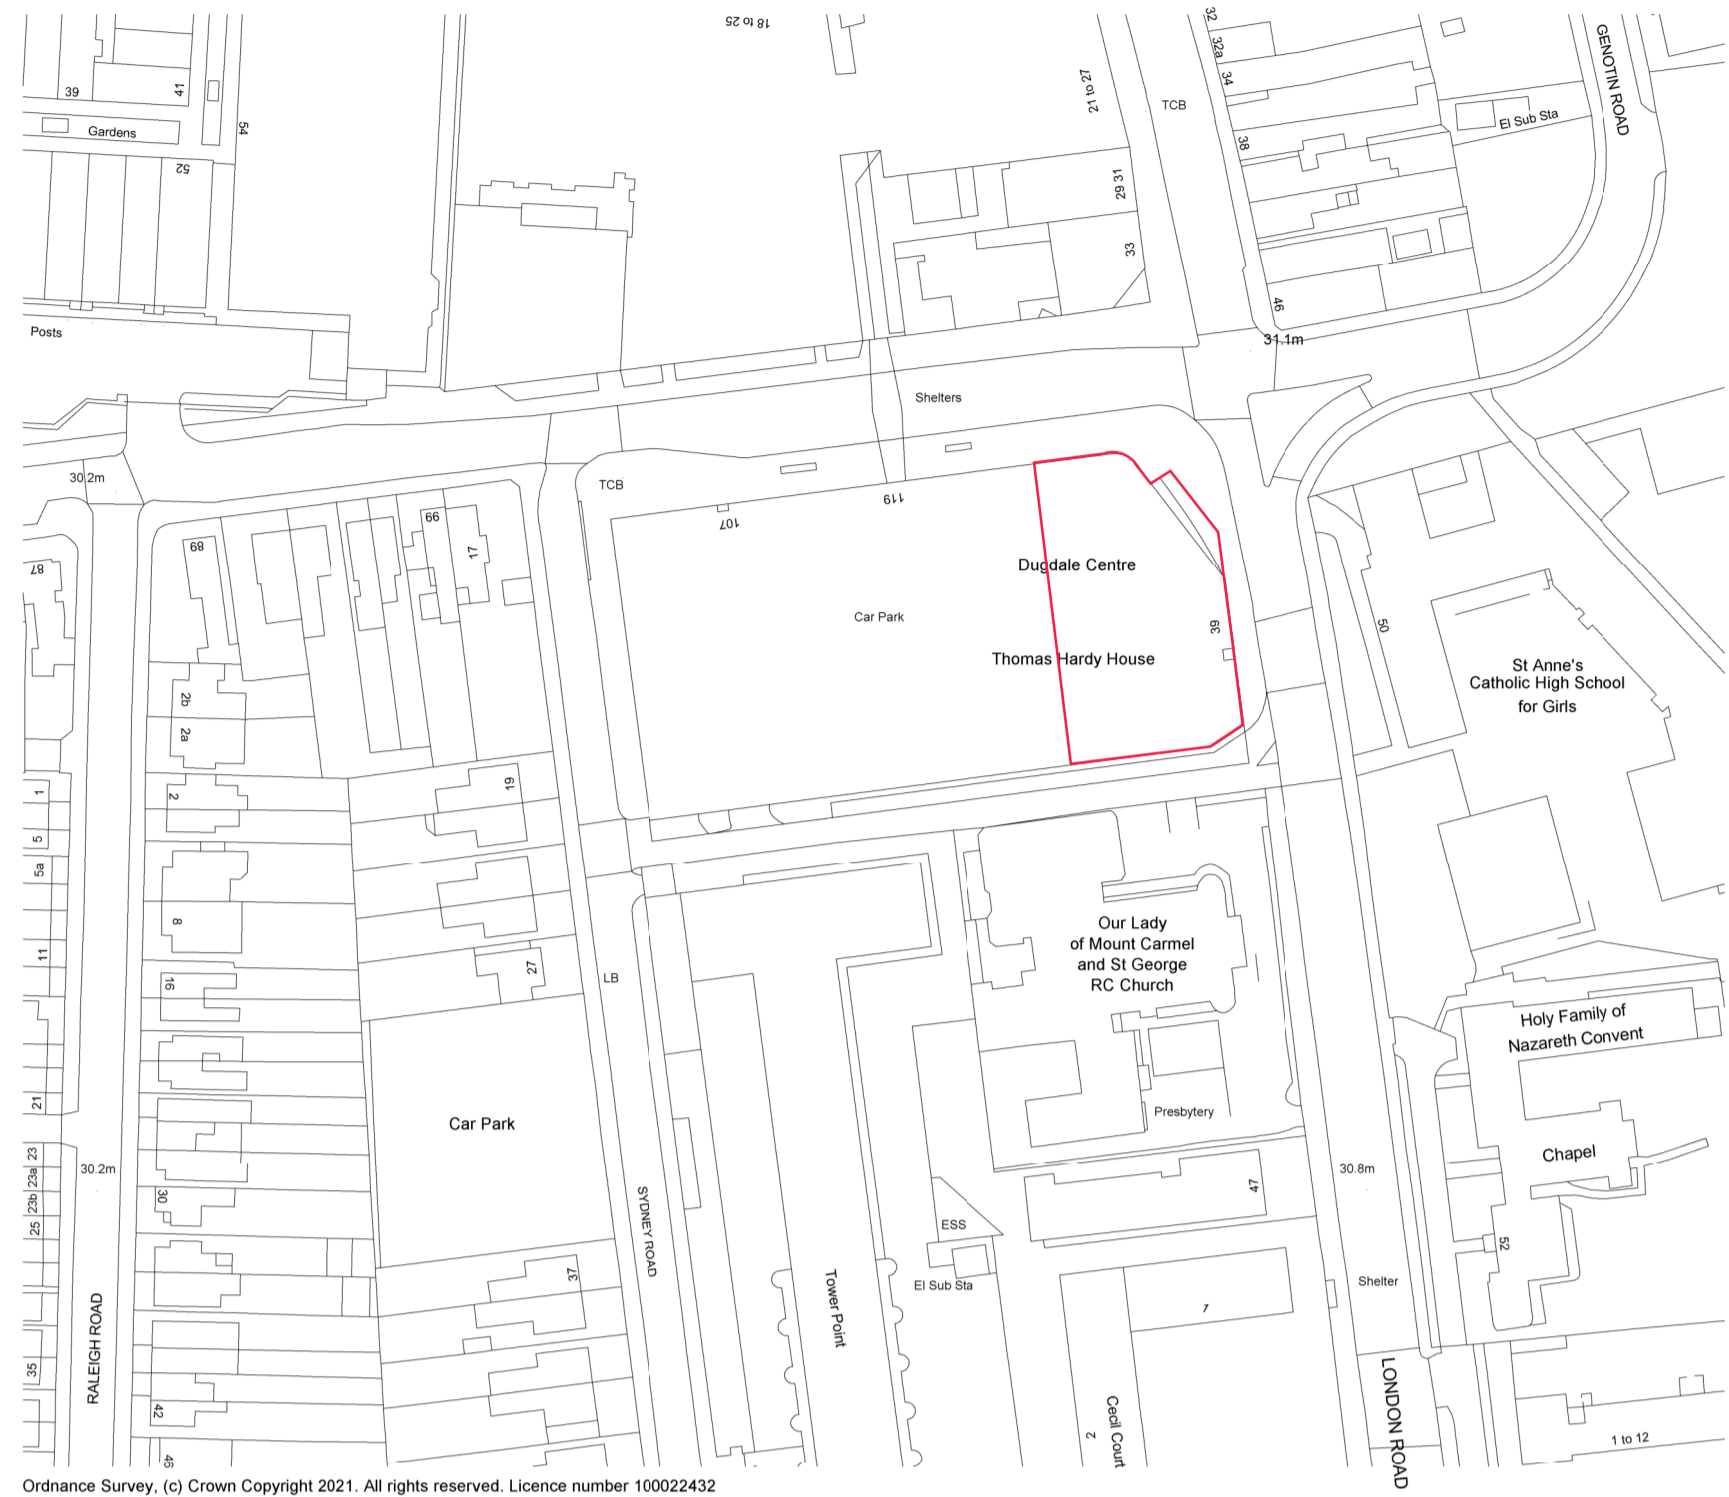 18 to 25
32
32a
34
38
46
GENOTIN ROAD
21 to 27
TCB
El Sub Sta
39
41
54
Gardens
52
29 31
33
Posts
31.1m
Shelters
30.2m
TCB
119
107
99
17
89
87
Dugdale Centre
Car Park
39
50
Thomas Hardy House
St Anne's
Catholic High School
for Girls
2b
2a
2
19
1
5
5a
8
11
16
27
LB
Our Lady
of Mount Carmel
and St George
RC Church
Holy Family of
Nazareth Convent
21
Car Park
Presbytery
Chapel
23
23a
23b
25
30.2m
30
30.8m
47
SYDNEY ROAD
ESS
El Sub Sta
52
Shelter
37
Tower Point
7
RALEIGH ROAD
35
42
46
2
Cecil Court
LONDON ROAD
1 to 12
Ordnance Survey, (c) Crown Copyright 2021. All rights reserved. Licence number 100022432